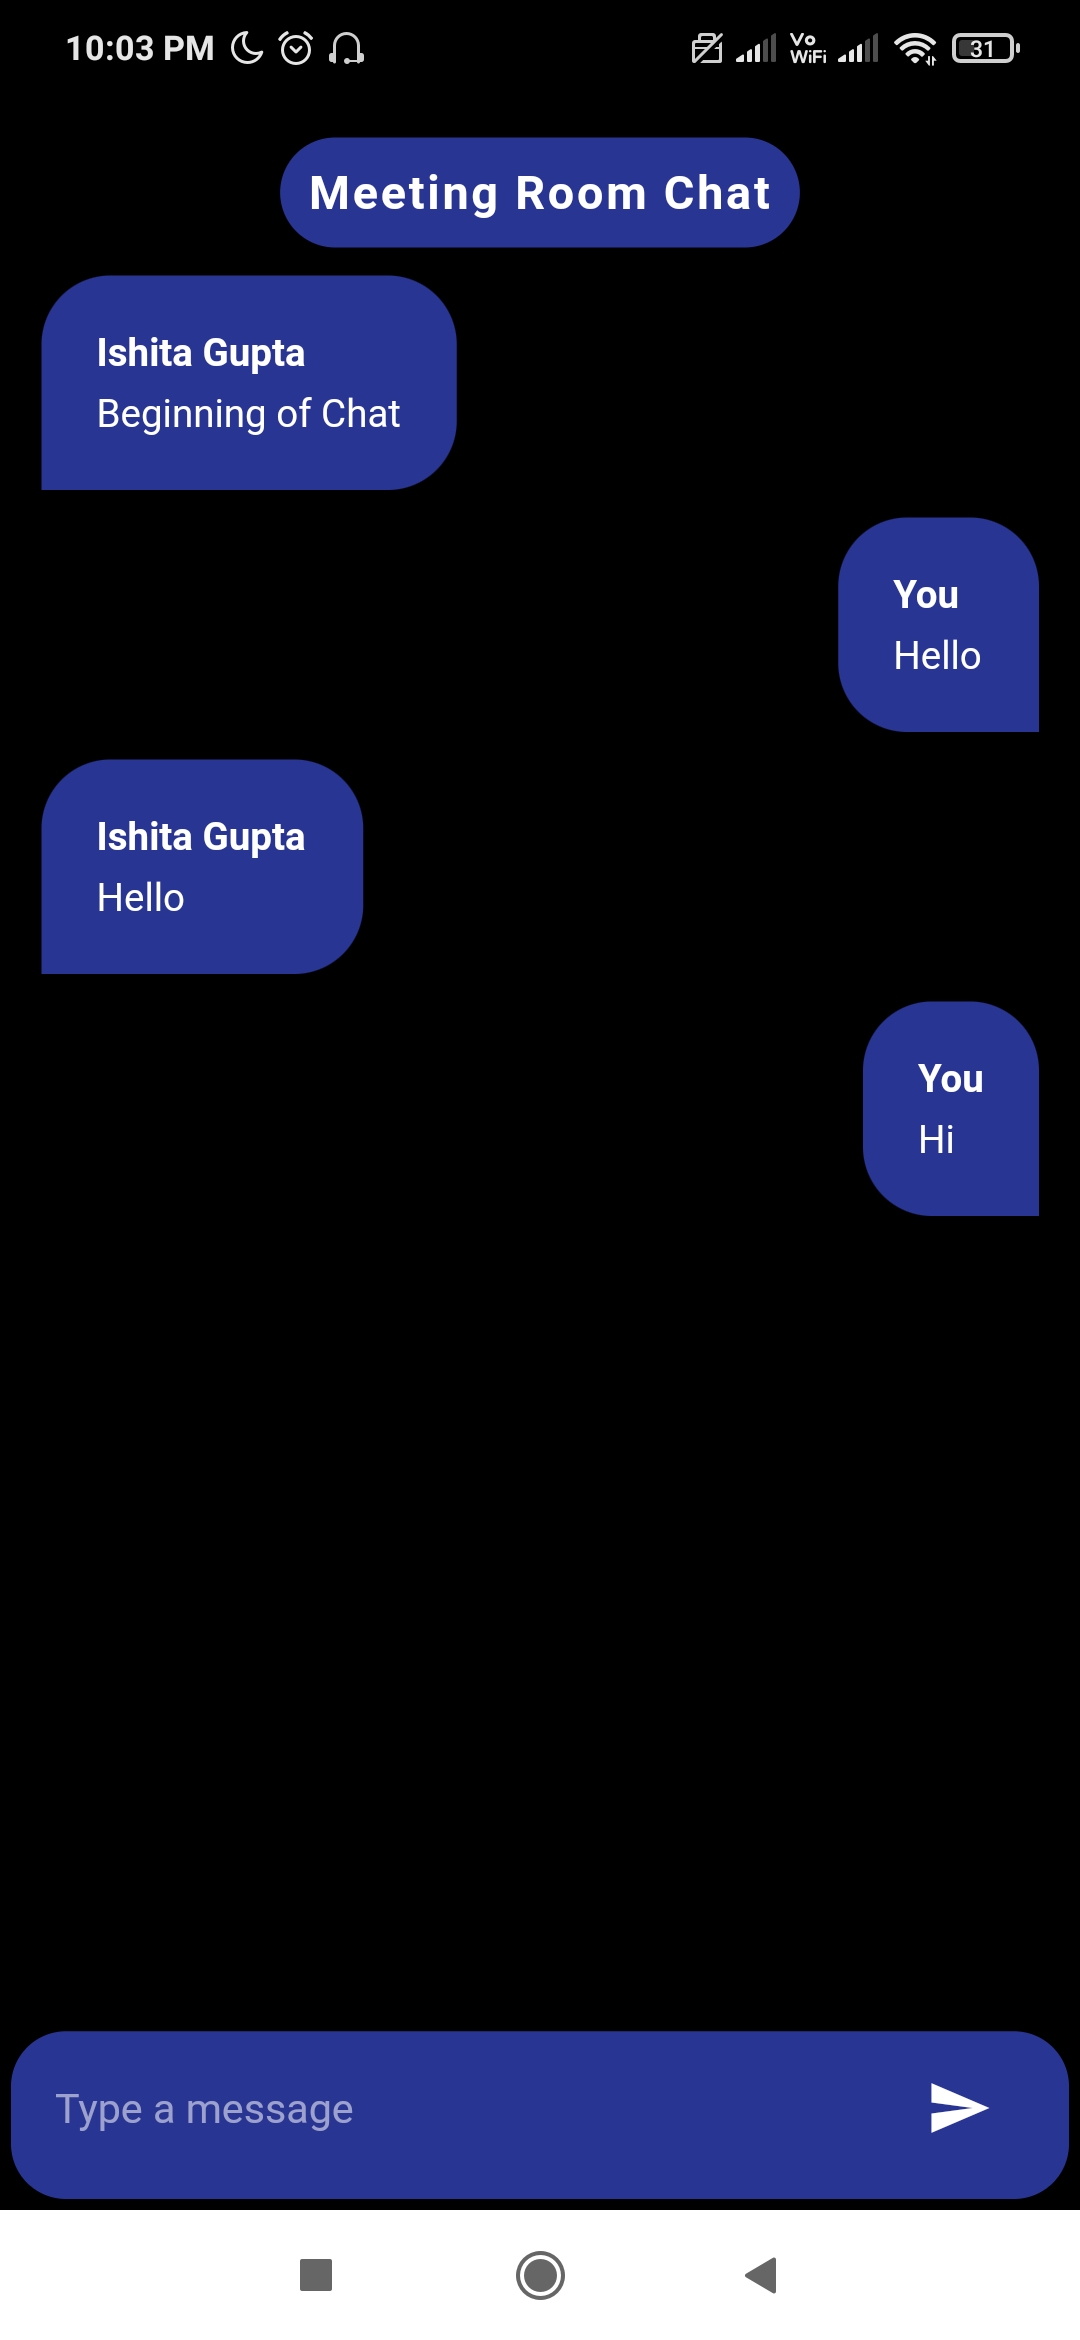 10:03 PM
Vo
WiFi
31
Meeting Room Chat
Ishita Gupta
Beginning of Chat
You
Hello
Ishita Gupta
Hello
You
Hi
Type a message